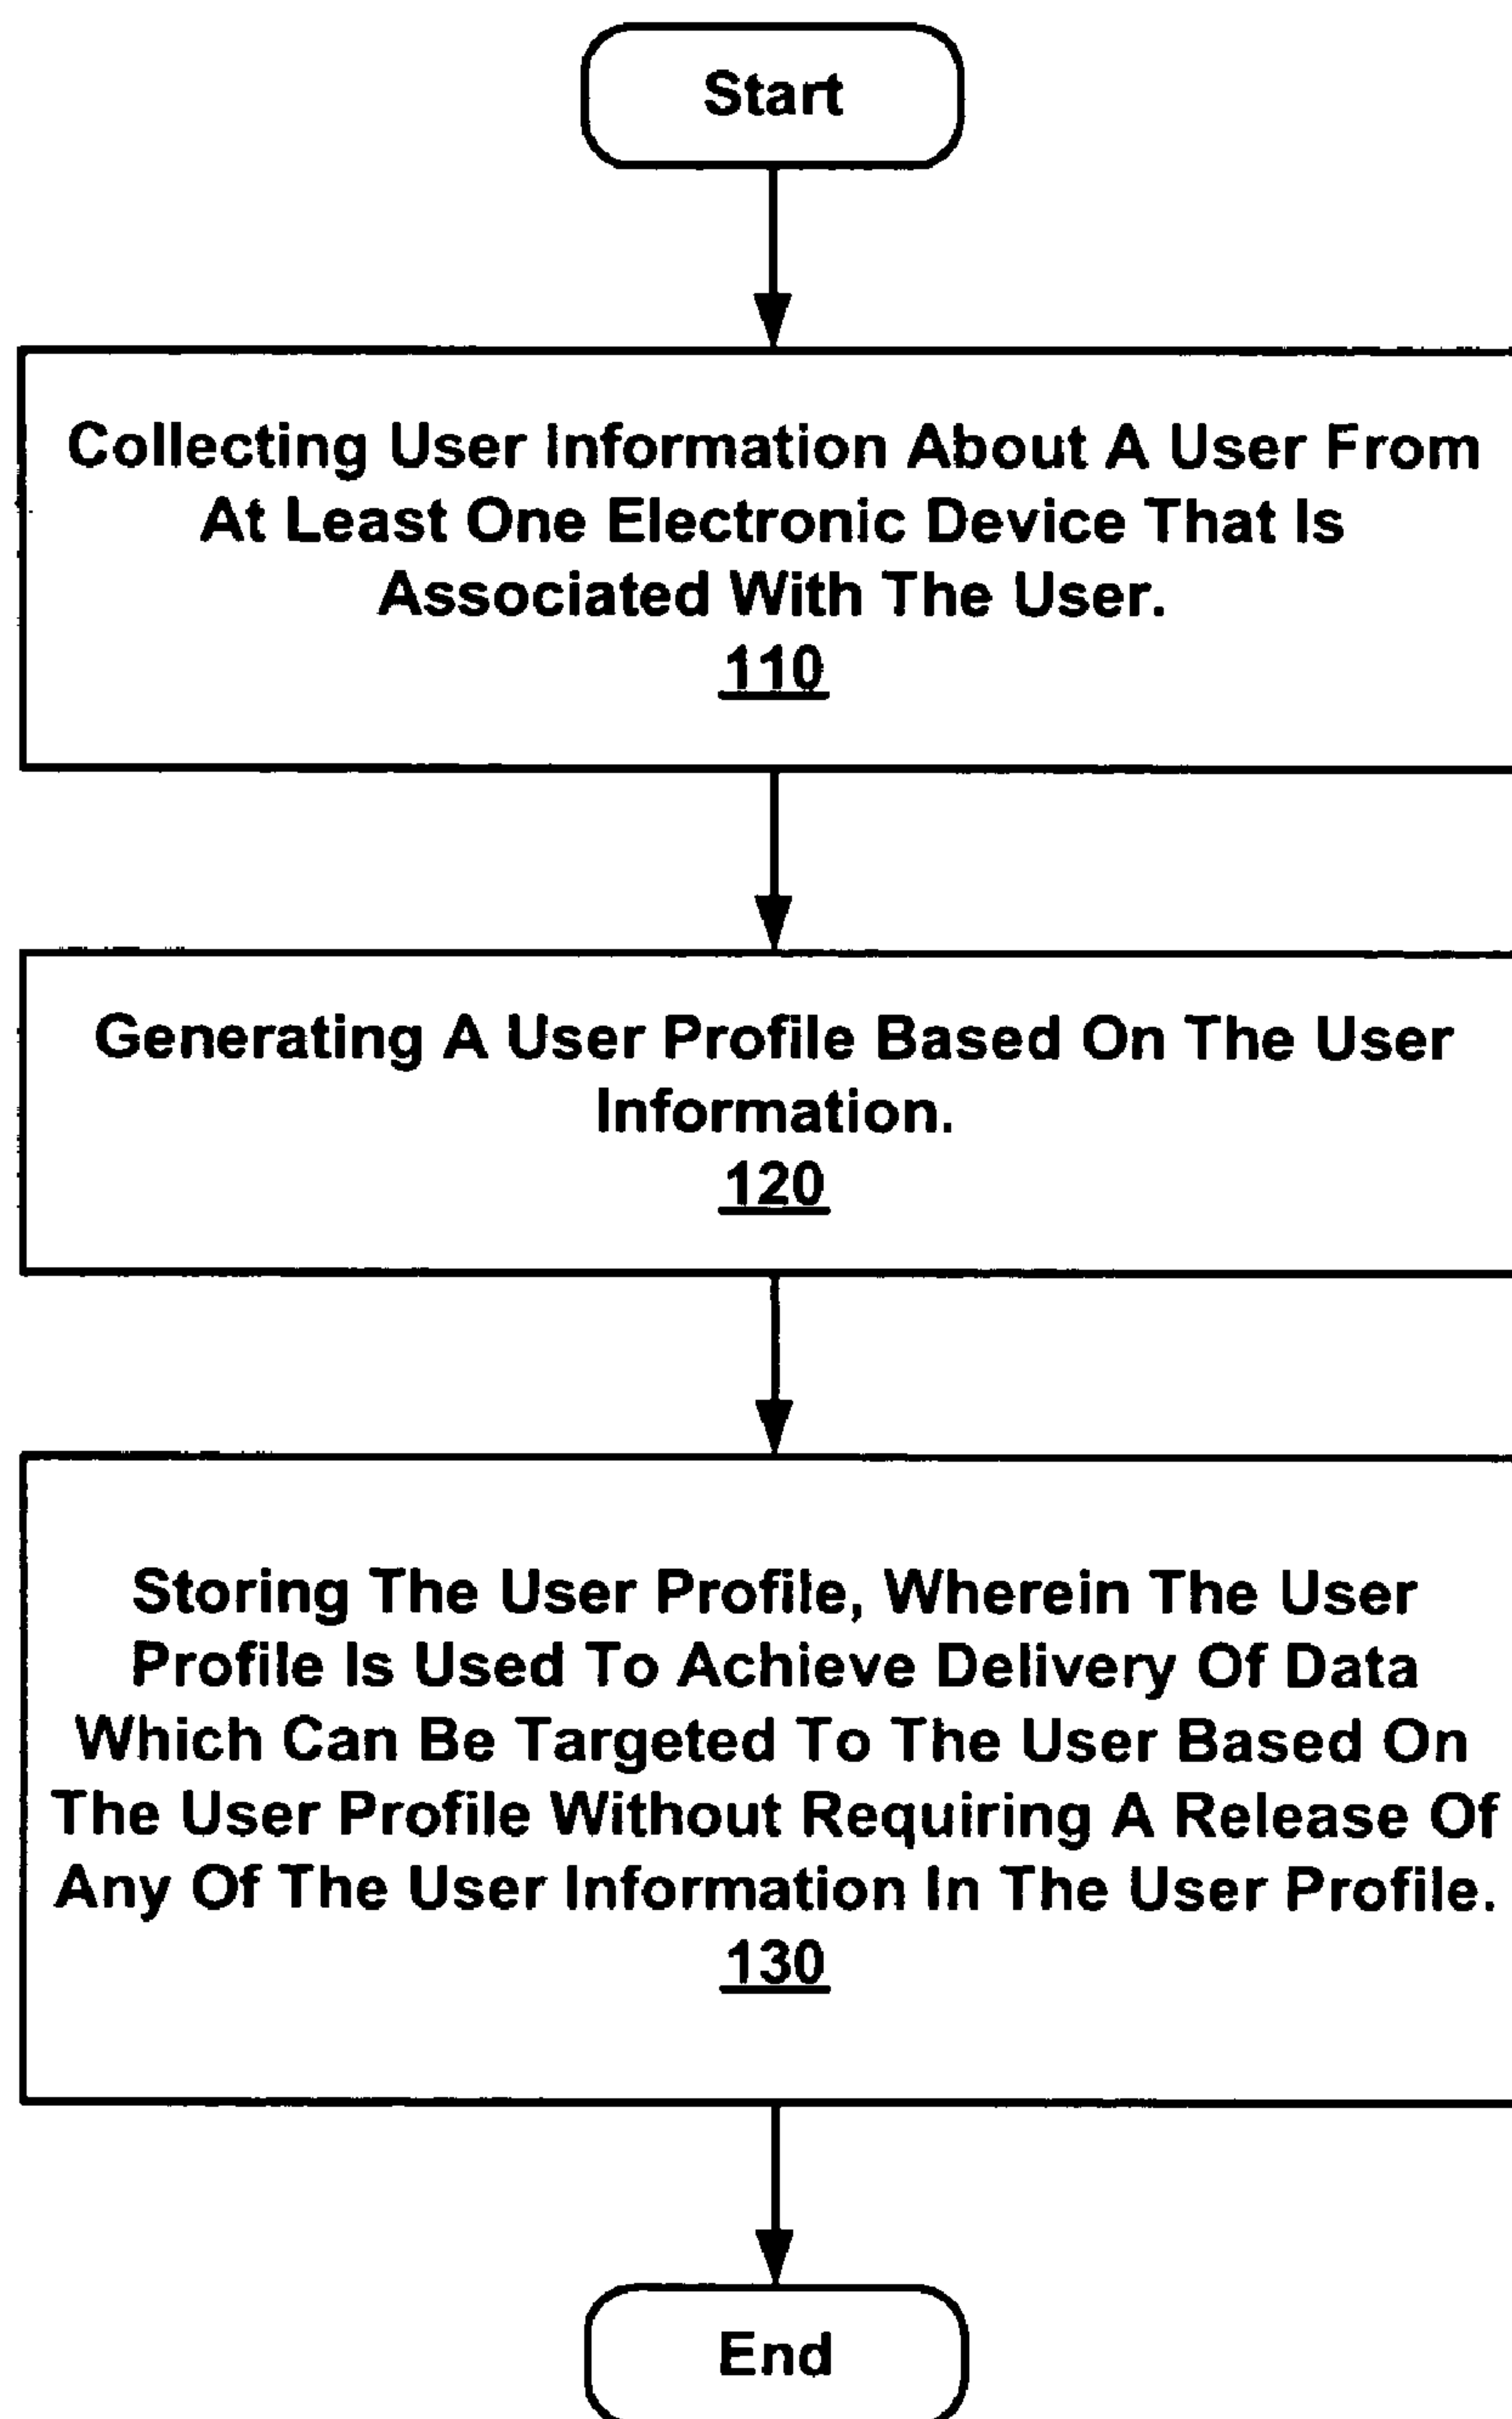 Start
Collecting User Information About A User From
At Least One Electronic Device That Is
Associated With The User.
110
Generating A User Profile Based On The User
Information.
120
Storing The User Profile, Wherein The User
Profile Is Used To Achieve Delivery Of Data
Which Can Be Targeted To The User Based On
The User Profile Without Requiring A Release Of
Any Of The User Information In The User Profile.
130
End